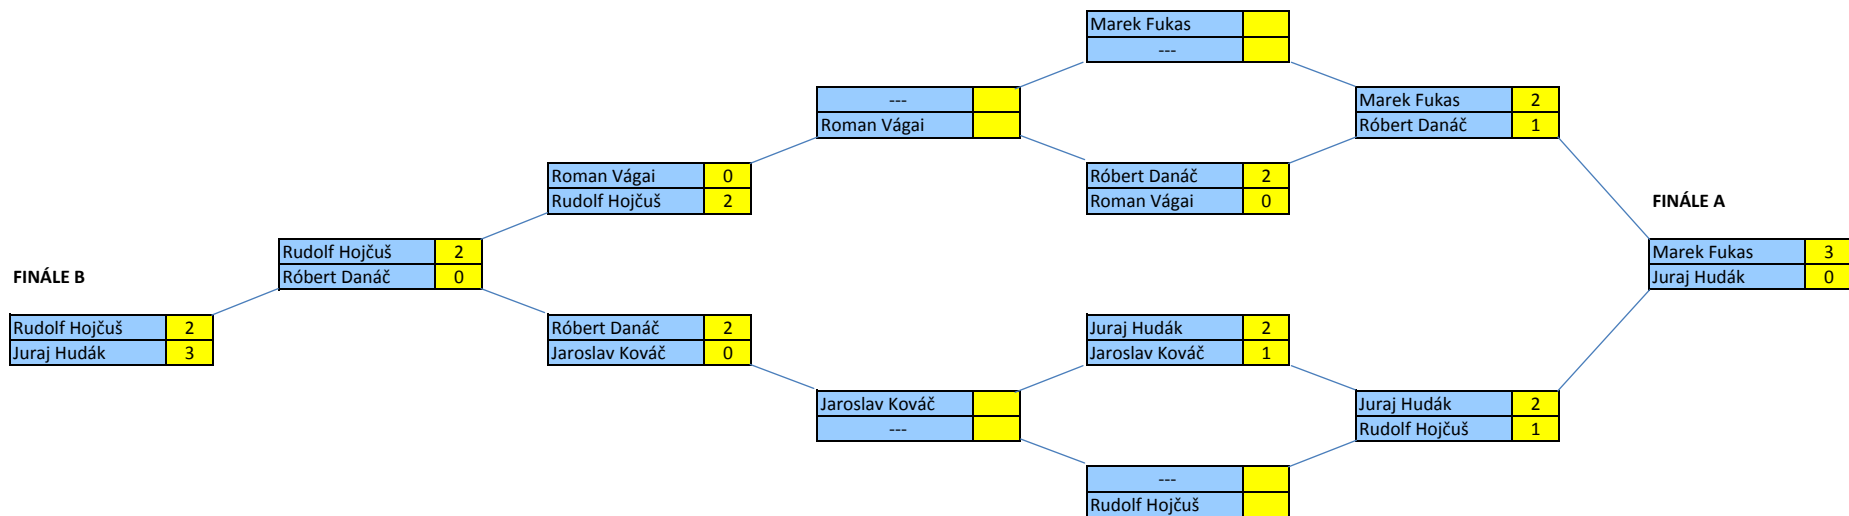 Marek Fukas
---
--- 
Roman Vágai
Marek Fukas 2
Róbert Danáč 1
Roman Vágai 0
Rudolf Hojčuš 2
Róbert Danáč 2
Roman Vágai 0
FINÁLE A
Rudolf Hojčuš 2
Róbert Danáč 0
Marek Fukas 3
Juraj Hudák 0
FINÁLE B
Rudolf Hojčuš 2
Juraj Hudák 3
Róbert Danáč 2
Jaroslav Kováč 0
Juraj Hudák 2
Jaroslav Kováč 1
Jaroslav Kováč
---
Juraj Hudák 2
Rudolf Hojčuš 1
---
Rudolf Hojčuš